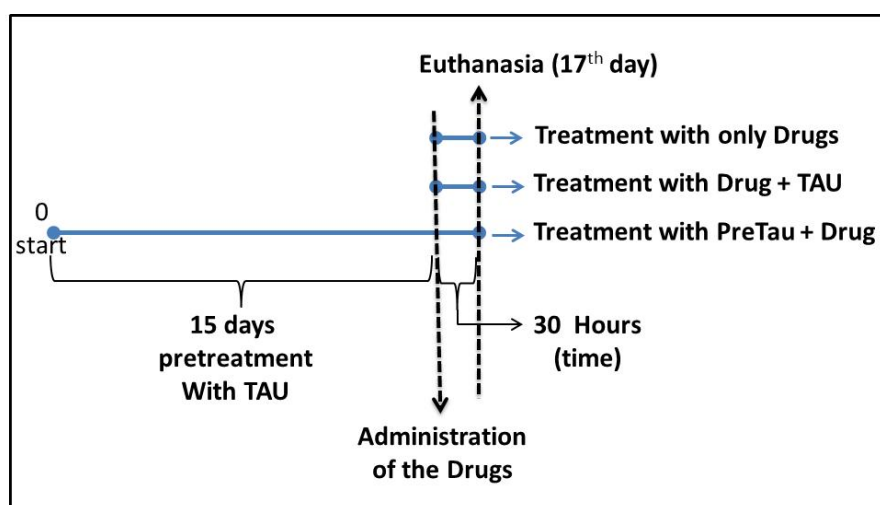 Euthanasia (17th day)
Treatment with only Drugs
Treatment with Drug + TAU
0
start
Treatment with PreTau + Drug
15 days
pretreatment
With TAU
30 Hours
(time)
Administration
of the Drugs